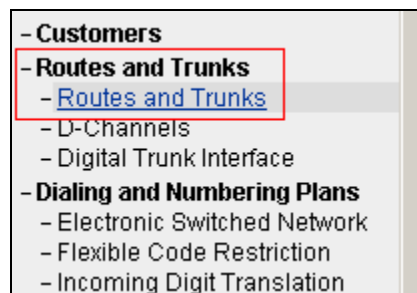 – Customers
– Routes and Trunks
– Routes and Trunks
– D-Channels
– Digital Trunk Interface
– Dialing and Numbering Plans
– Electronic Switched Network
– Flexible Code Restriction
– Incoming Digit Translation